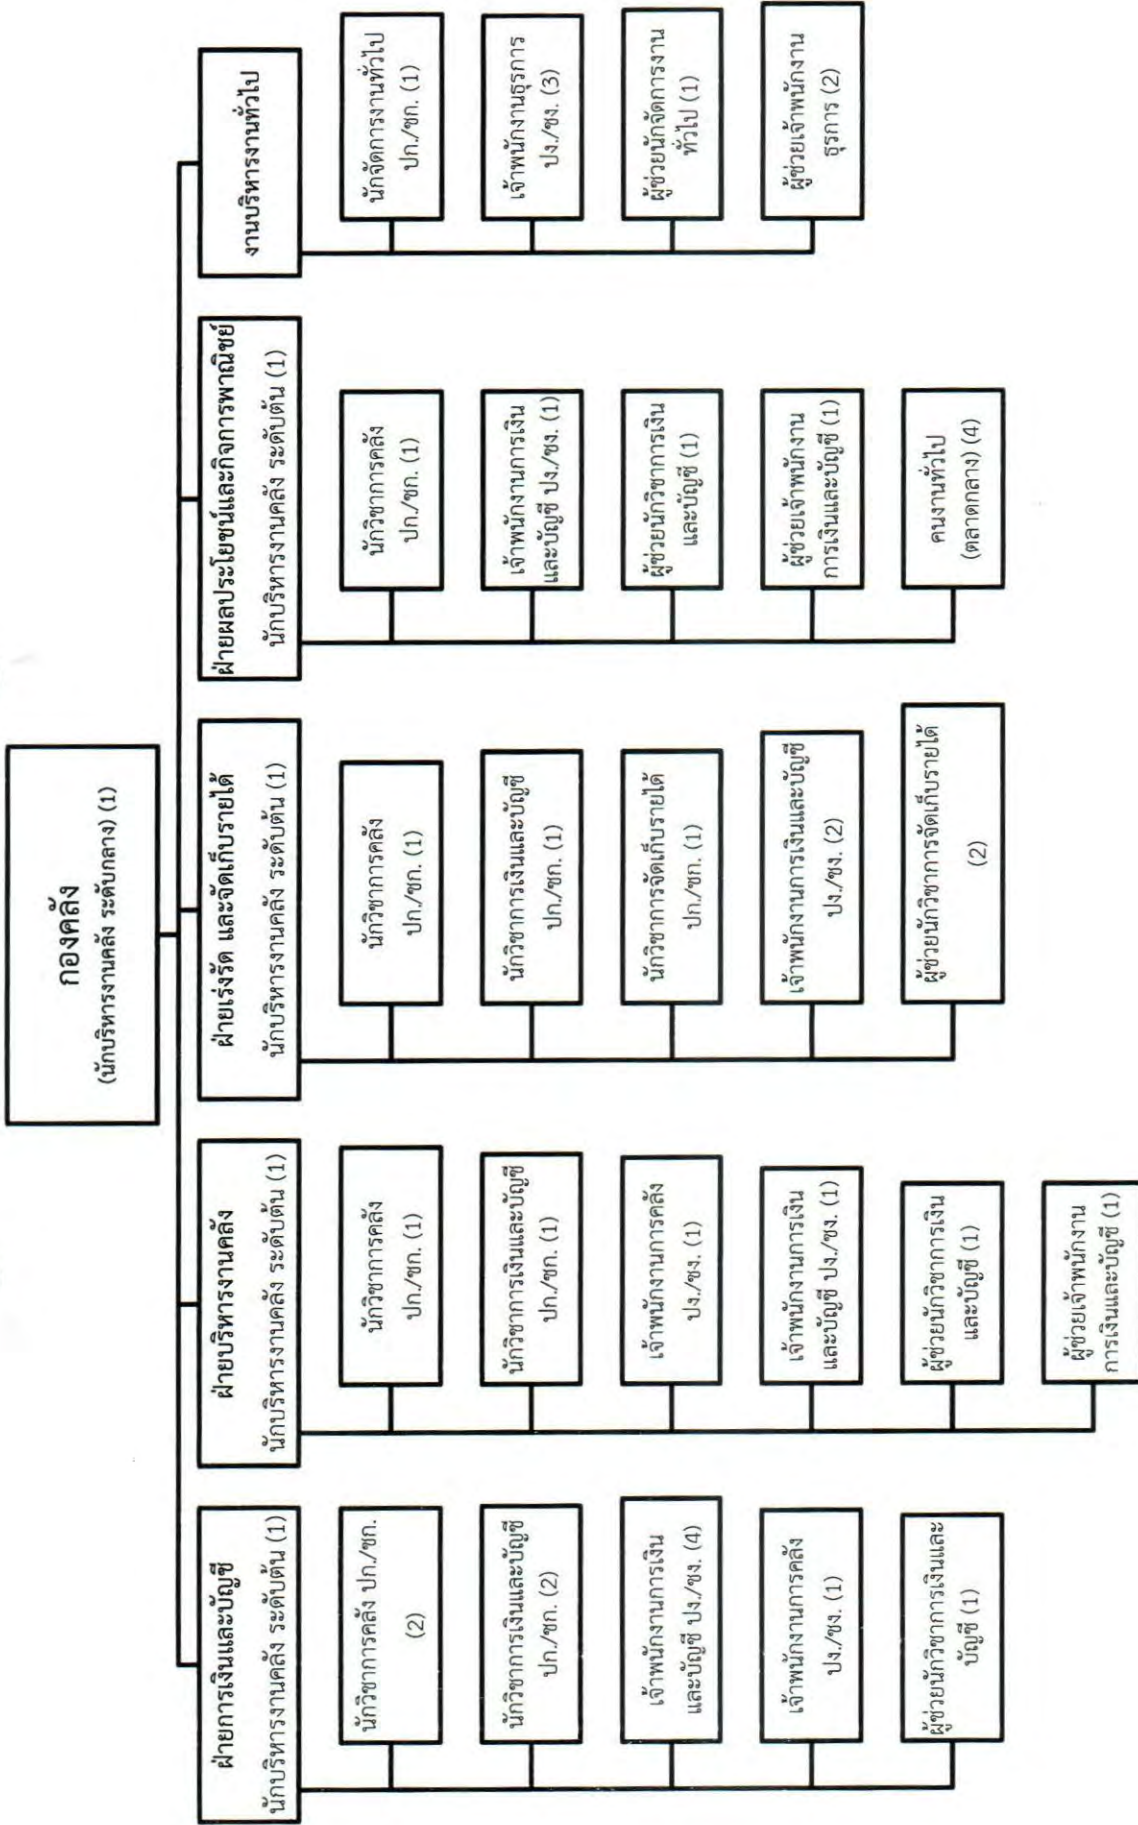 กองคลัง
(นักบริหารงานคลัง ระดับกลาง) (1)
ฝ่ายการเงินและบัญชี
นักบริหารงานคลัง ระดับต้น (1)
นักวิชาการคลัง ปก./ชก.
(2)
นักวิชาการเงินและบัญชี
ปก./ชก. (2)
เจ้าพนักงานการเงิน
และบัญชี ปง./ชง. (4)
เจ้าพนักงานการคลัง
ปง./ชง. (1)
ผู้ช่วยนักวิชาการเงินและ
บัญชี (1)
ฝ่ายบริหารงานคลัง
นักบริหารงานคลัง ระดับต้น (1)
นักวิชาการคลัง
ปก./ชก. (1)
นักวิชาการเงินและบัญชี
ปก./ชก. (1)
เจ้าพนักงานการคลัง
ปง./ชง. (1)
เจ้าพนักงานการเงิน
และบัญชี ปง./ชง. (1)
ผู้ช่วยนักวิชาการเงิน
และบัญชี (1)
ผู้ช่วยเจ้าพนักงาน
การเงินและบัญชี (1)
ฝ่ายเร่งรัด และจัดเก็บรายได้
นักบริหารงานคลัง ระดับต้น (1)
นักวิชาการคลัง
ปก./ชก. (1)
นักวิชาการเงินและบัญชี
ปก./ชก. (1)
นักวิชาการจัดเก็บรายได้
ปก./ชก. (1)
เจ้าพนักงานการเงินและบัญชี
ปง./ชง. (2)
ผู้ช่วยนักวิชาการจัดเก็บรายได้
(2)
ฝ่ายผลประโยชน์และกิจการพาณิชย์
นักบริหารงานคลัง ระดับต้น (1)
นักวิชาการคลัง
ปก./ชก. (1)
เจ้าพนักงานการเงิน
และบัญชี ปง./ชง. (1)
ผู้ช่วยนักวิชาการเงิน
และบัญชี (1)
ผู้ช่วยเจ้าพนักงาน
การเงินและบัญชี (1)
คนงานทั่วไป
(ตลาดกลาง) (4)
งานบริหารงานทั่วไป
นักจัดการงานทั่วไป
ปก./ชก. (1)
เจ้าพนักงานธุรการ
ปง./ชง. (3)
ผู้ช่วยนักจัดการงาน
ทั่วไป (1)
ผู้ช่วยเจ้าพนักงาน
ธุรการ (2)